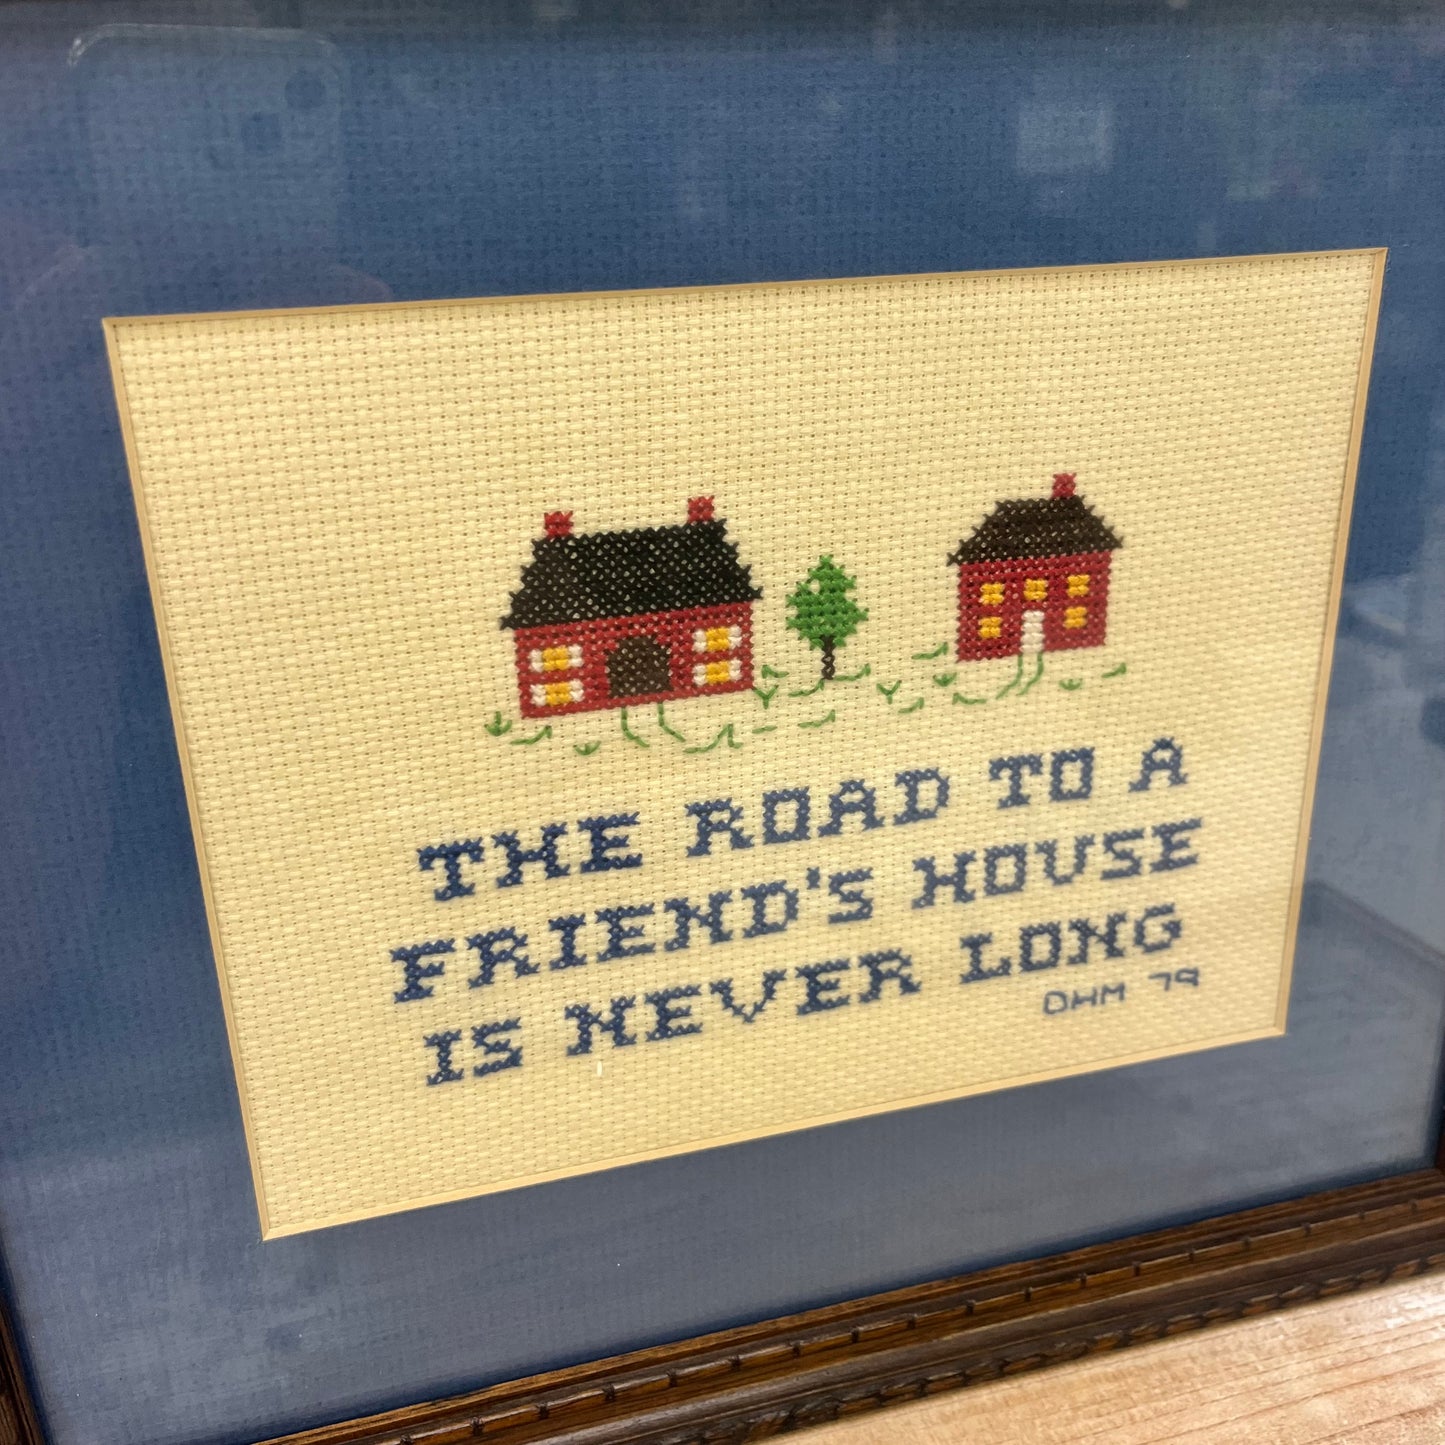 THE ROAD TO A
FRIEND'S HOUSE
IS NEVER LONG
DHM 79